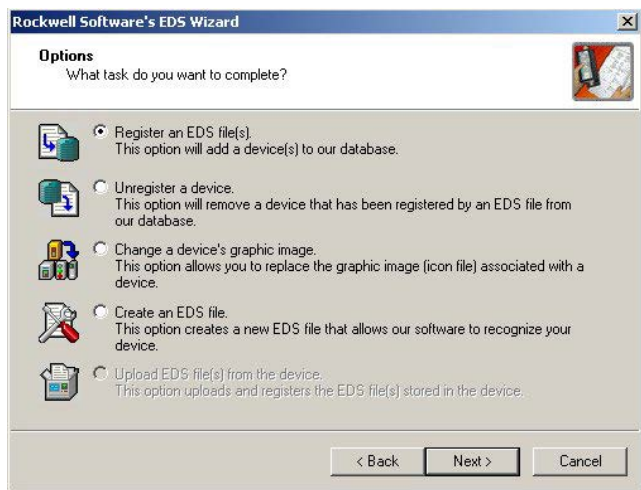 Rockwell Software's EDS Wizard
Options
What task do you want to complete?
Register an EDS file(s).
This option will add a device(s) to our database.
Unregister a device.
This option will remove a device that has been registered by an EDS file from
our database.
Change a device's graphic image.
This option allows you to replace the graphic image (icon file) associated with a
device.
Create an EDS file.
This option creates a new EDS file that allows our software to recognize your
device.
Upload EDS file(s) from the device.
This option uploads and registers the EDS file(s) stored in the device.
< Back Next > Cancel